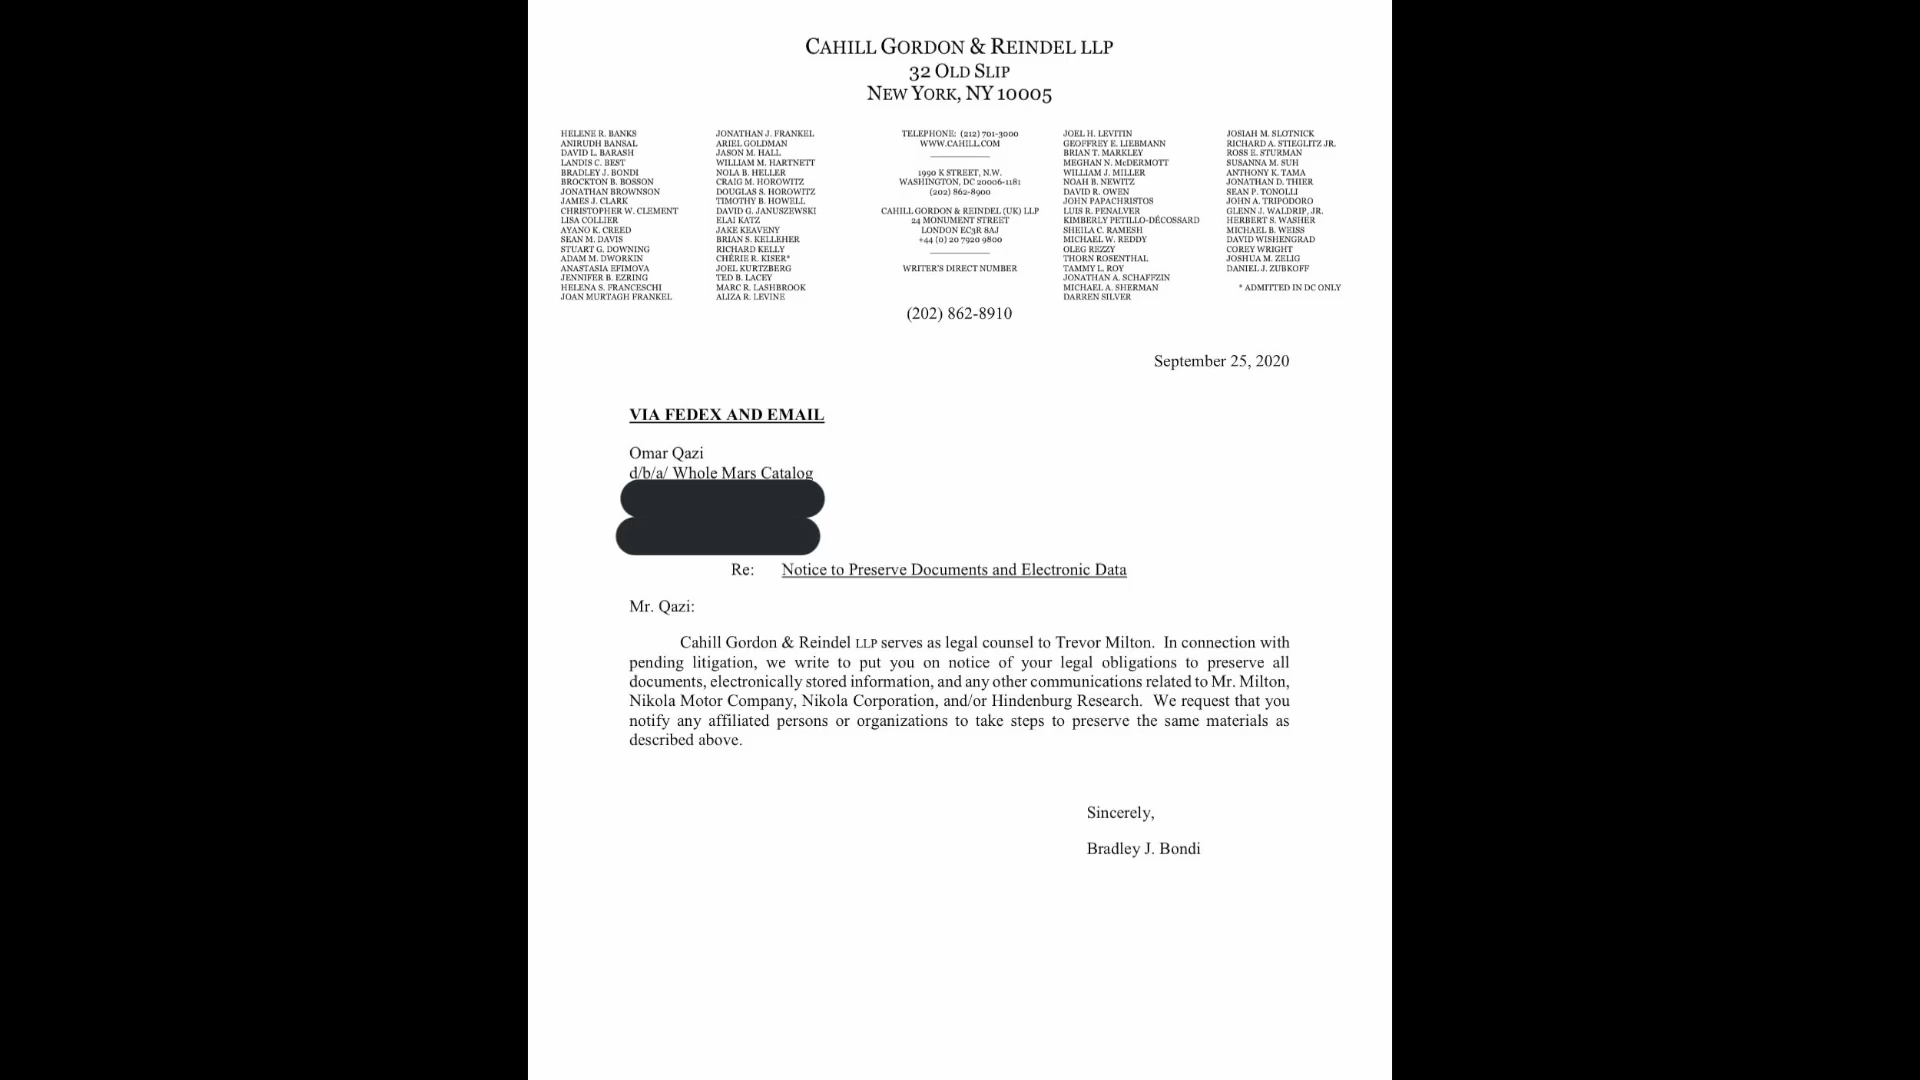 CAHILL GORDON & REINDEL LLP
32 OLD SLIP
NEW YORK, NY 10005
HELENE R. BANKS
ANIRUDH BANSAL
DAVID L. BARASH
LANDIS C. BEST
BRADLEY J. BONDI
BROCKTON B. BOSSON
JONATHAN BROWNSON
JAMES J. CLARK
CHRISTOPHER W. CLEMENT
LISA COLLIER
AYANO K. CREED
SEAN M. DAVIS
STUART G. DOWNING
ADAM M. DWORKIN
ANASTASIA EFIMOVA
JENNIFER B. EZRING
HELENA S. FRANCESCHI
JOAN MURTAGH FRANKEL
JONATHAN J. FRANKEL
ARIEL GOLDMAN
JASON M. HALL
WILLIAM M. HARTNETT
NOLA B. HELLER
CRAIG M. HOROWITZ
DOUGLAS S. HOROWITZ
TIMOTHY B. HOWELL
DAVID G. JANUSZEWSKI
ELAI KATZ
JAKE KEAVENY
BRIAN S. KELLEHER
RICHARD KELLY
CHÉRIE R. KISER*
JOEL KURTZBERG
TED B. LACEY
MARC R. LASHBROOK
ALIZA R. LEVINE
TELEPHONE: (212) 701-3000
WWW.CAHILL.COM
1990 K STREET, N.W.
WASHINGTON, DC 20006-1181
(202) 862-8900
CAHILL GORDON & REINDEL (UK) LLP
24 MONUMENT STREET
LONDON EC3R 8AJ
+44 (0) 20 7920 9800
WRITER'S DIRECT NUMBER
(202) 862-8910
JOEL H. LEVITIN
GEOFFREY E. LIEBMANN
BRIAN T. MARKLEY
MEGHAN N. McDERMOTT
WILLIAM J. MILLER
NOAH B. NEWITZ
DAVID R. OWEN
JOHN PAPACHRISTOS
LUIS R. PENALVER
KIMBERLY PETILLO-DÉCOSSARD
SHEILA C. RAMESH
MICHAEL W. REDDY
OLEG REZZY
THORN ROSENTHAL
TAMMY L. ROY
JONATHAN A. SCHAFFZIN
MICHAEL A. SHERMAN
DARREN SILVER
JOSIAH M. SLOTNICK
RICHARD A. STIEGLITZ JR.
ROSS E. STURMAN
SUSANNA M. SUH
ANTHONY K. TAMA
JONATHAN D. THIER
SEAN P. TONOLLI
JOHN A. TRIPODORO
GLENN J. WALDRIP, JR.
HERBERT S. WASHER
MICHAEL B. WEISS
DAVID WISHENGRAD
COREY WRIGHT
JOSHUA M. ZELIG
DANIEL J. ZUBKOFF
* ADMITTED IN DC ONLY
September 25, 2020
VIA FEDEX AND EMAIL
Omar Qazi
d/b/a/ Whole Mars Catalog
Re: Notice to Preserve Documents and Electronic Data
Mr. Qazi:
Cahill Gordon & Reindel LLP serves as legal counsel to Trevor Milton. In connection with
pending litigation, we write to put you on notice of your legal obligations to preserve all
documents, electronically stored information, and any other communications related to Mr. Milton,
Nikola Motor Company, Nikola Corporation, and/or Hindenburg Research. We request that you
notify any affiliated persons or organizations to take steps to preserve the same materials as
described above.
Sincerely,
Bradley J. Bondi